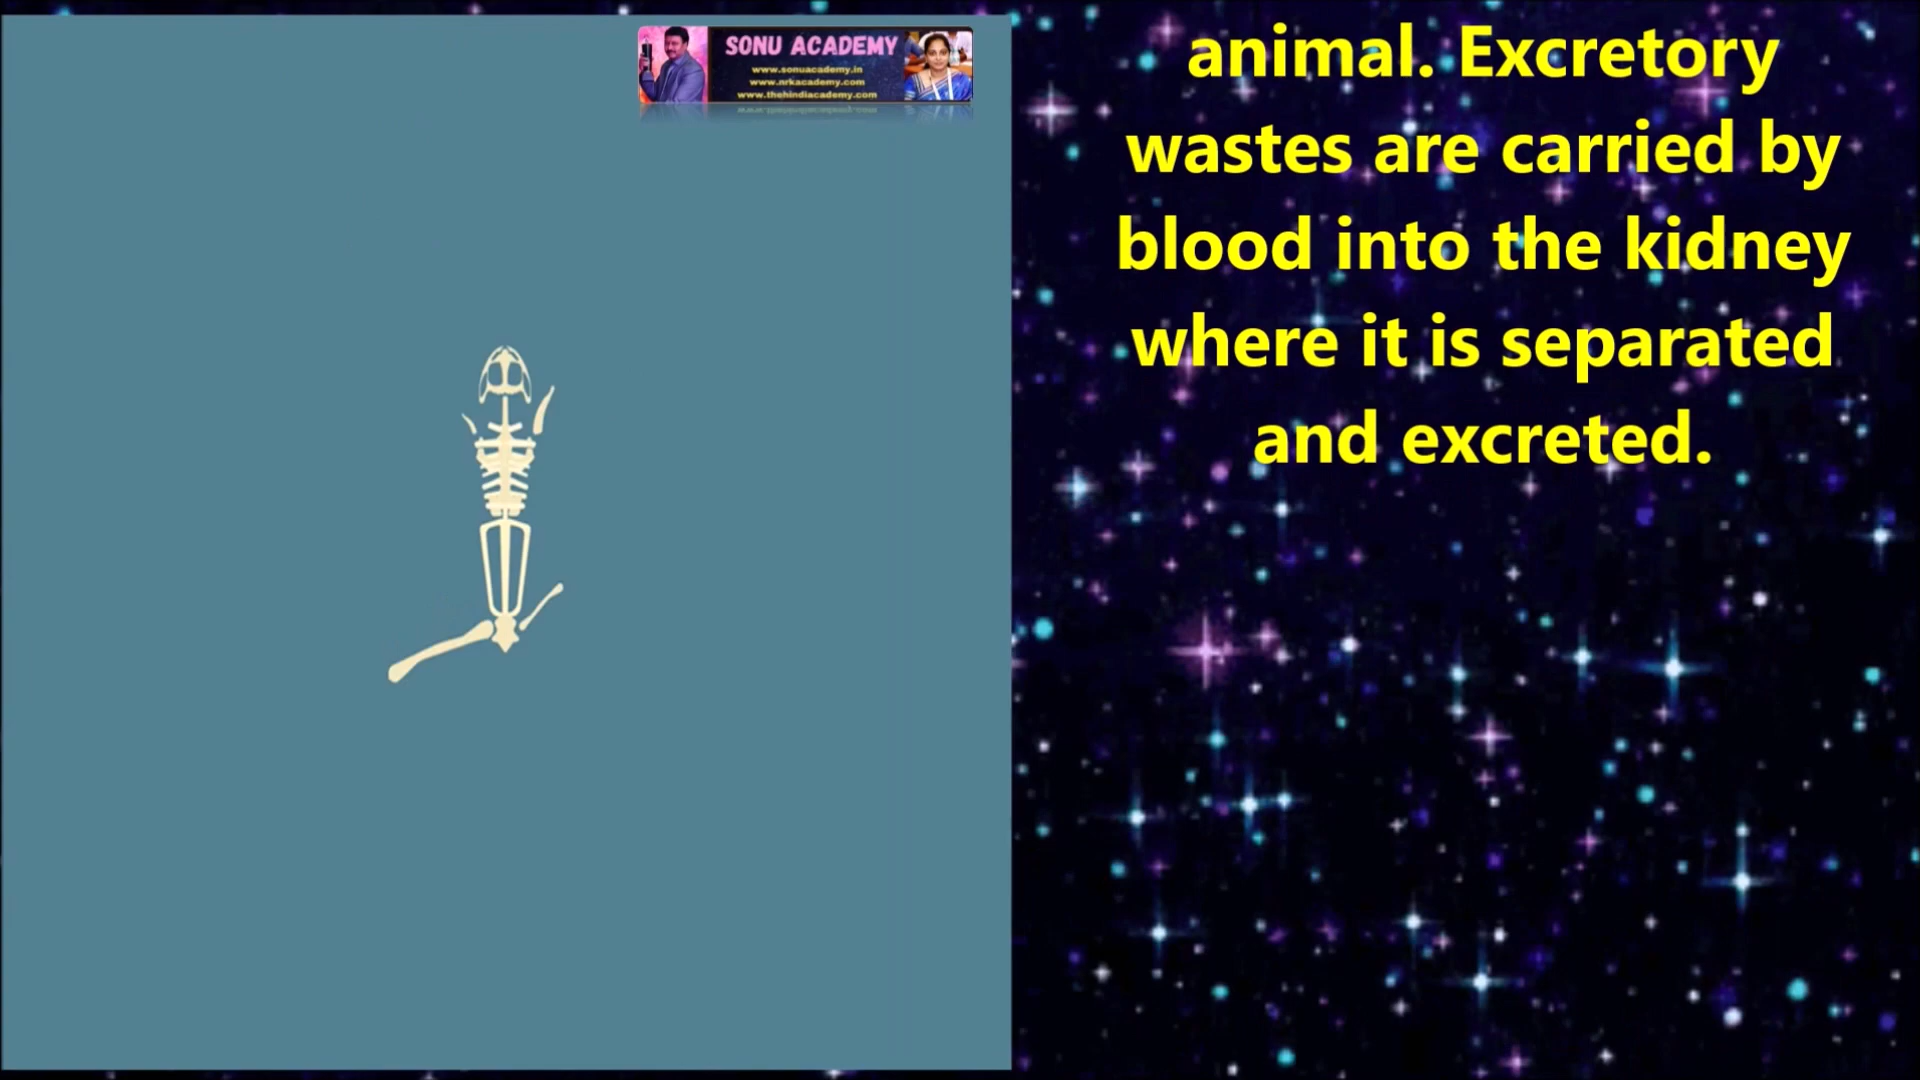 SONU ACADEMY
www.sonuacademy.in
www.nrkacademy.com
www.thehindiacademy.com
animal. Excretory
wastes are carried by
blood into the kidney
where it is separated
and excreted.